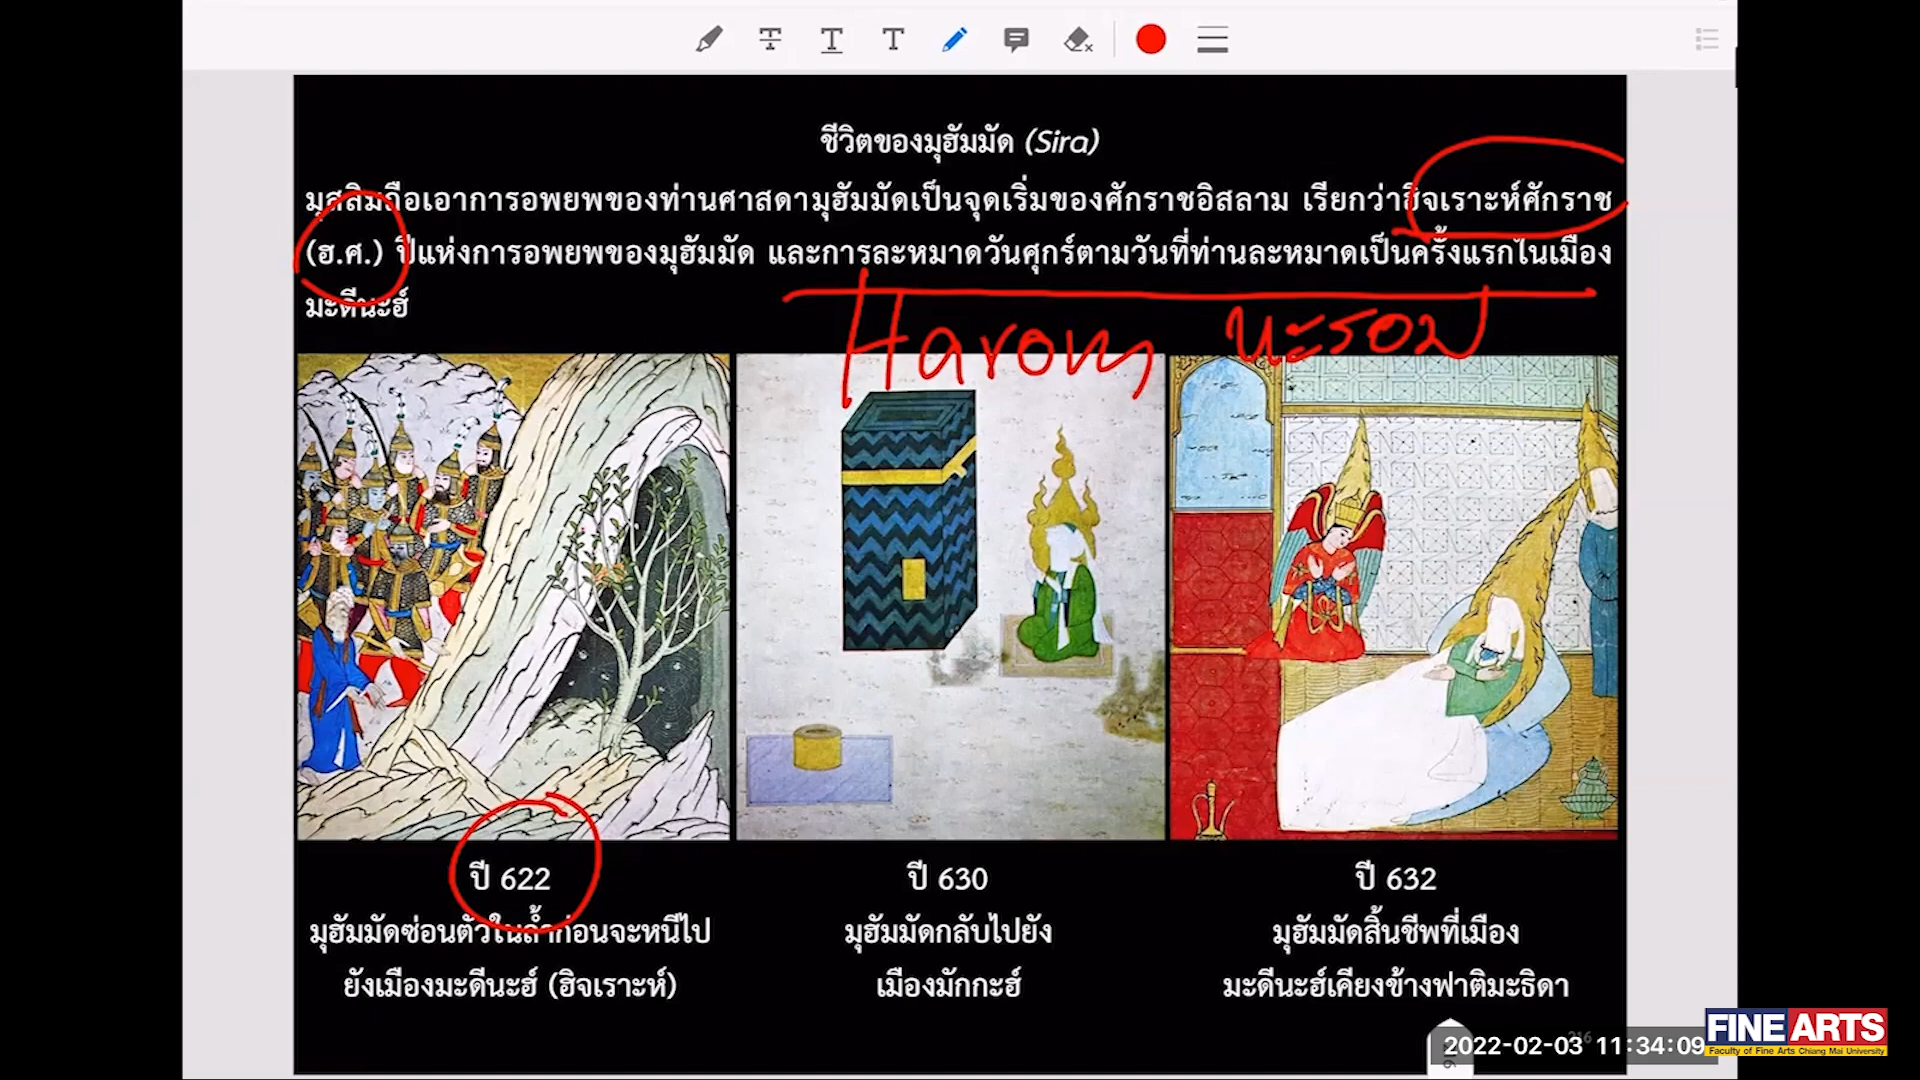 ชีวิตของมุฮัมมัด (Sira)
มุสลิมถือเอาการอพยพของท่านศาสดามุฮัมมัดเป็นจุดเริ่มของศักราชอิสลาม เรียกว่าฮิจเราะห์ศักราช
(ฮ.ศ.) ปีแห่งการอพยพของมุฮัมมัด และการละหมาดวันศุกร์ตามวันที่ท่านละหมาดเป็นครั้งแรกในเมือง
มะดีนะฮ์
Harom
ปี 622
มุฮัมมัดซ่อนตัวในถ้ำก่อนจะหนีไป
ยังเมืองมะดีนะฮ์ (ฮิจเราะห์)
ปี 630
มุฮัมมัดกลับไปยัง
เมืองมักกะฮ์
ปี 632
มุฮัมมัดสิ้นชีพที่เมือง
มะดีนะฮ์เคียงข้างฟาติมะธิดา
2022-02-03 11:34:09
FINE ARTS
Faculty of Fine Arts Chiang Mai University